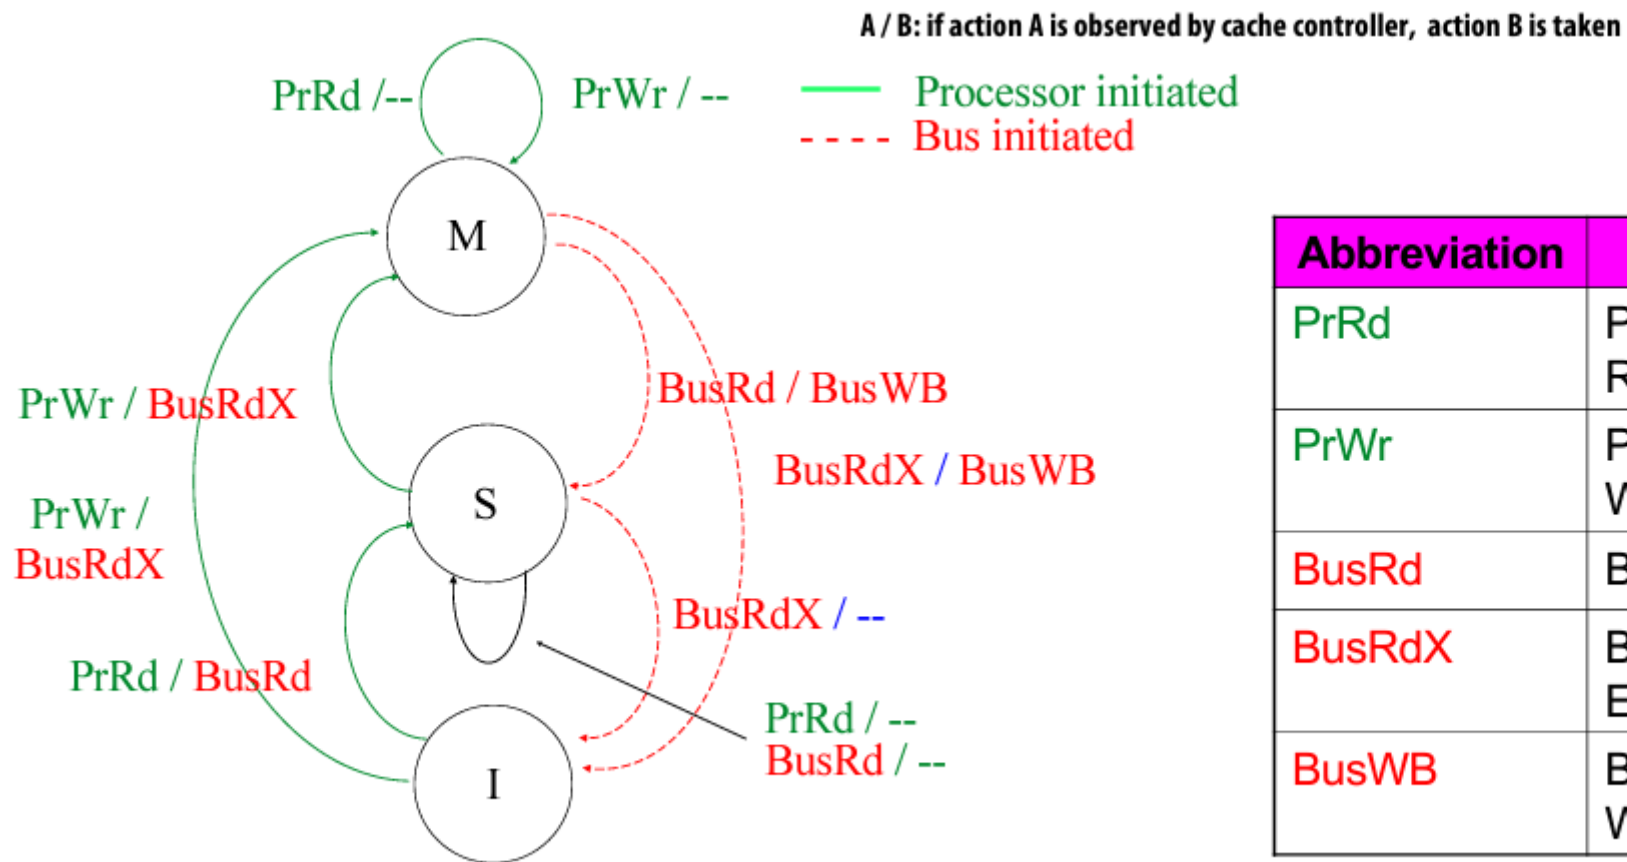 A / B: if action A is observed by cache controller, action B is taken
PrRd /--
PrWr / --
Processor initiated
Bus initiated
M
PrWr / BusRdX
BusRd / BusWB
BusRdX / BusWB
S
PrWr /
BusRdX
BusRdX / --
PrRd / BusRd
PrRd / --
BusRd / --
I
Abbreviation
PrRd
P
R
PrWr
P
W
BusRd
B
BusRdX
B
E
BusWB
B
W